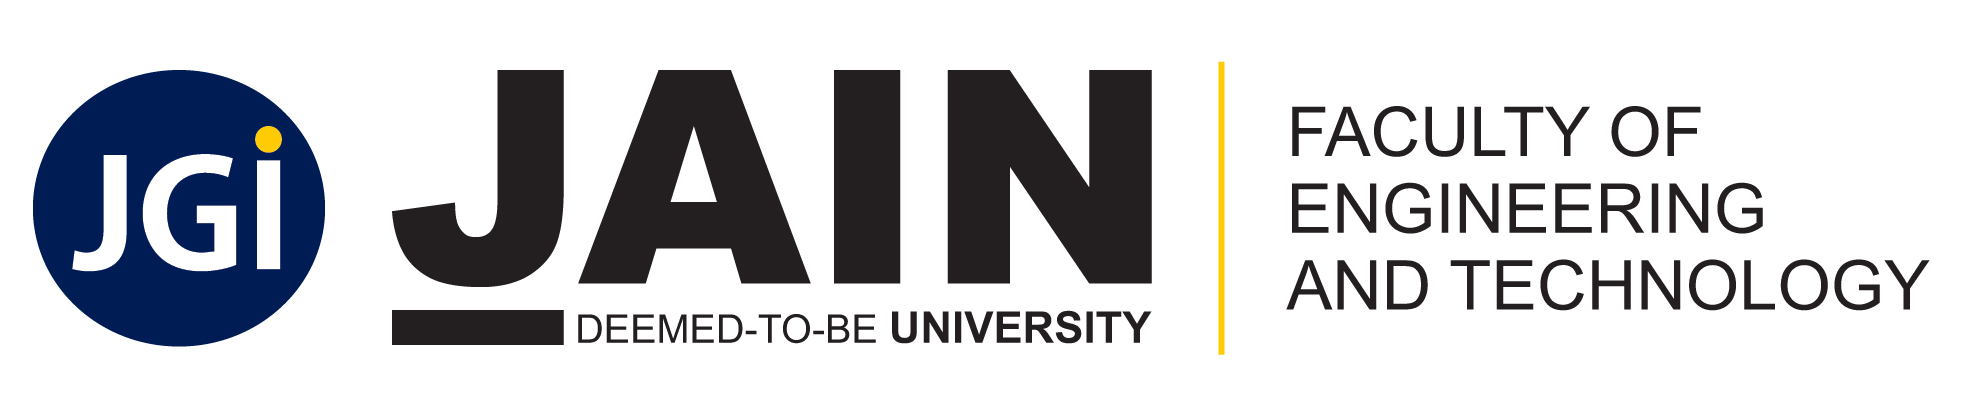 JGi
JAIN
DEEMED-TO-BE UNIVERSITY
FACULTY OF
ENGINEERING
AND TECHNOLOGY